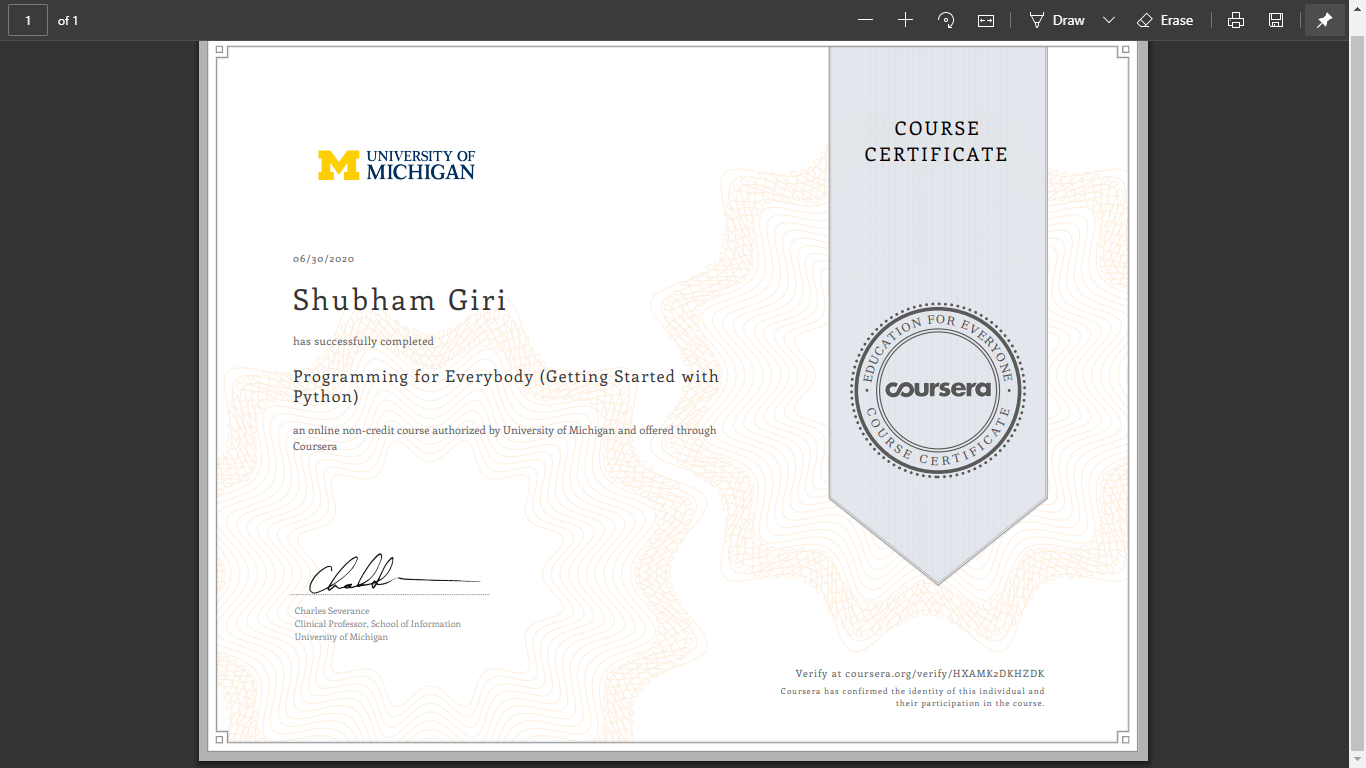 1 of 1
Draw
Erase
COURSE
CERTIFICATE
UNIVERSITY OF
MICHIGAN
06/30/2020
Shubham Giri
has successfully completed
Programming for Everybody (Getting Started with
Python)
an online non-credit course authorized by University of Michigan and offered through
Coursera
EDUCATION FOR EVERYONE
coursera
COURSE CERTIFICATE
Charles Severance
Clinical Professor, School of Information
University of Michigan
Verify at coursera.org/verify/HXAMK2DKHZDK
Coursera has confirmed the identity of this individual and
their participation in the course.